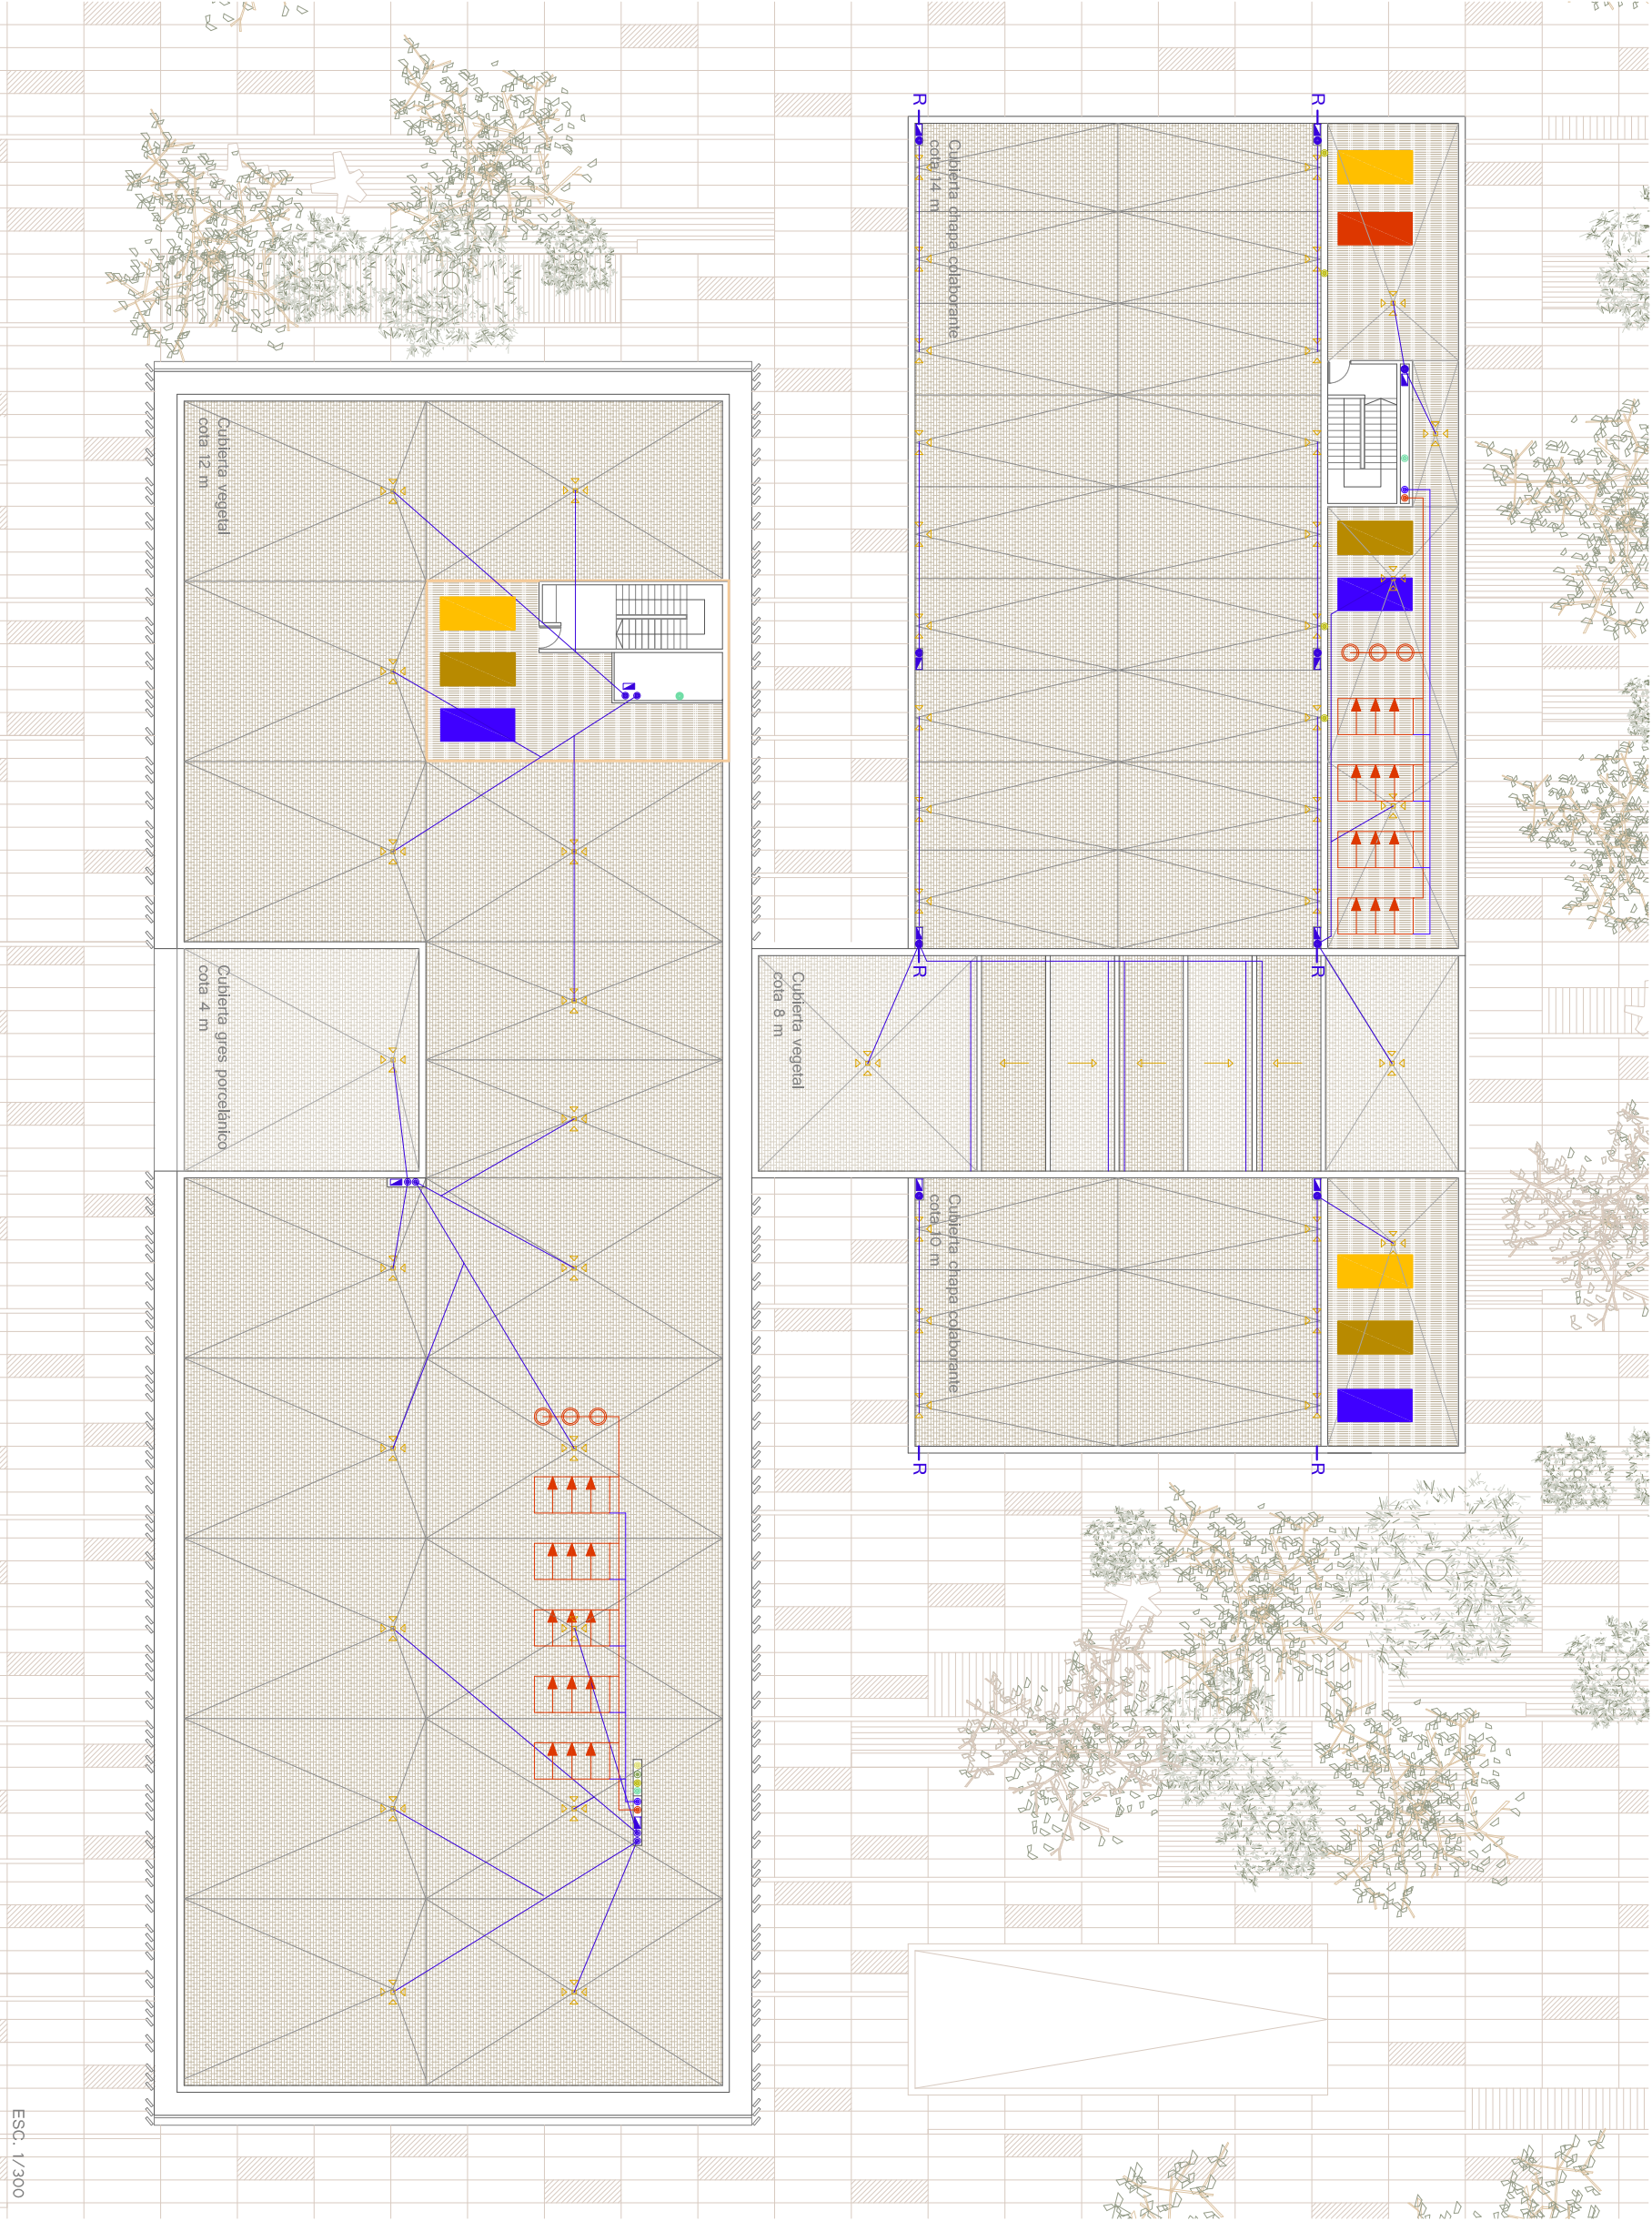 R
R
Cubierta chapa colaborante
cota 14 m
Cubierta vegetal
cota 12 m
R
R
Cubierta gres porcelánico
cota 4 m
Cubierta vegetal
cota 8 m
Cubierta chapa colaborante
cota 10 m
R
R
ESC. 1/300